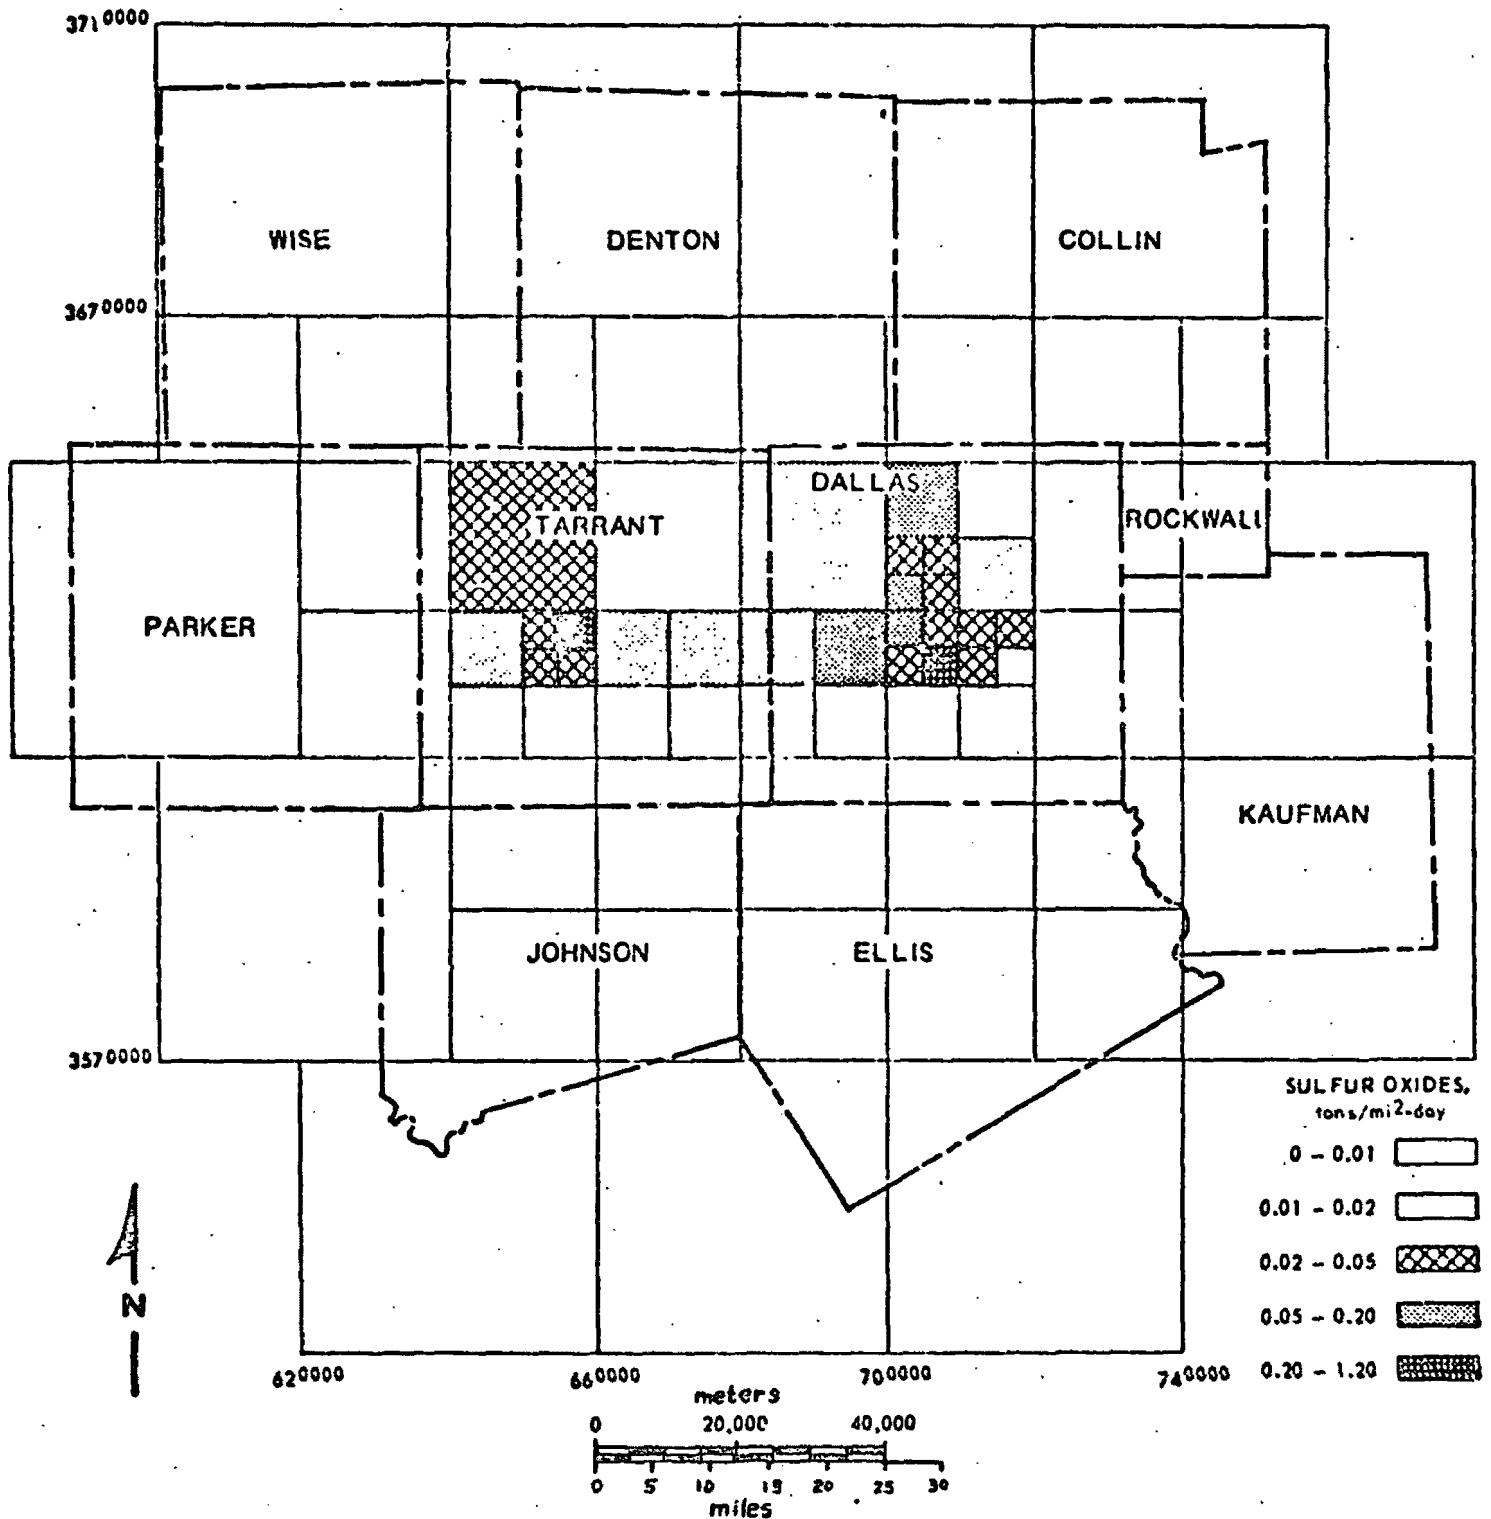 3710000
WISE
DENTON
COLLIN
3670000
DALLAS
TARRANT
ROCKWALL
PARKER
KAUFMAN
JOHNSON
ELLIS
3570000
SULFUR OXIDES,
tons/mi2-day
0 - 0.01
0.01 - 0.02
0.02 - 0.05
0.05 - 0.20
0.20 - 1.20
N
620000 660000 700000 740000
meters
0 20,000 40,000
0 5 10 15 20 25 30
miles